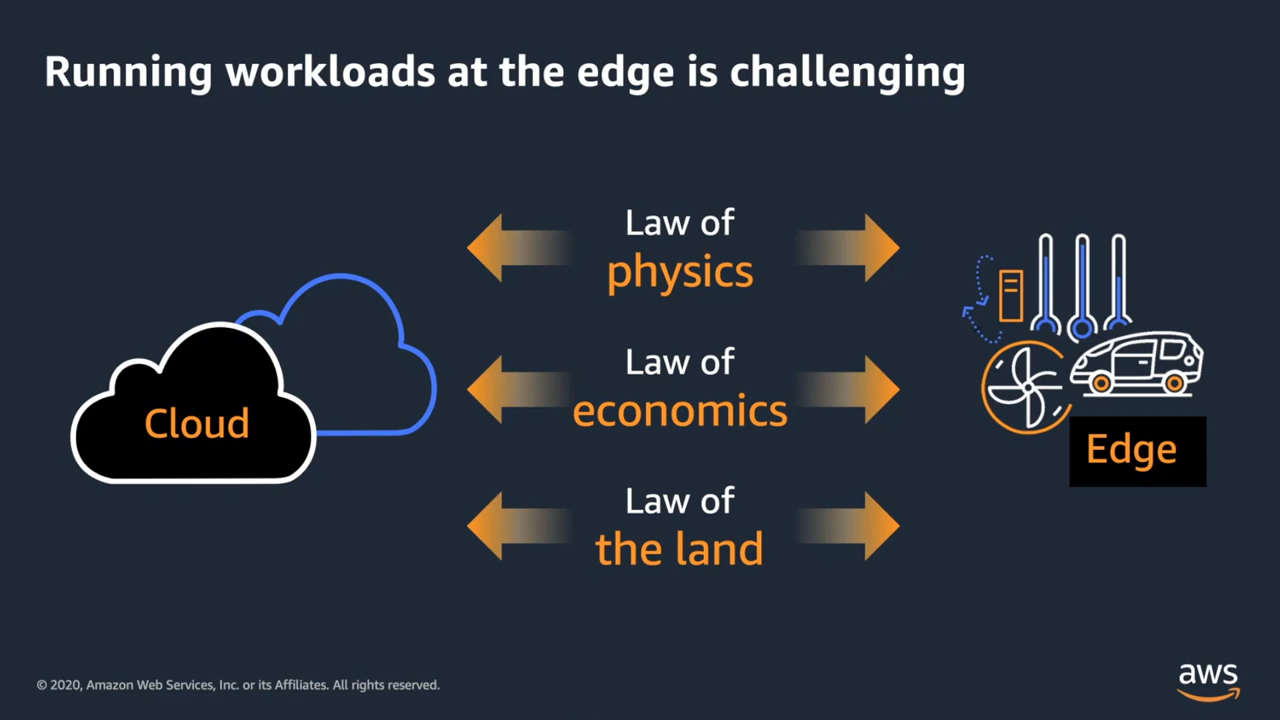 Running workloads at the edge is challenging
Law of
physics
Law of
economics
Law of
the land
Cloud
Edge
© 2020, Amazon Web Services, Inc. or its Affiliates. All rights reserved.
aws